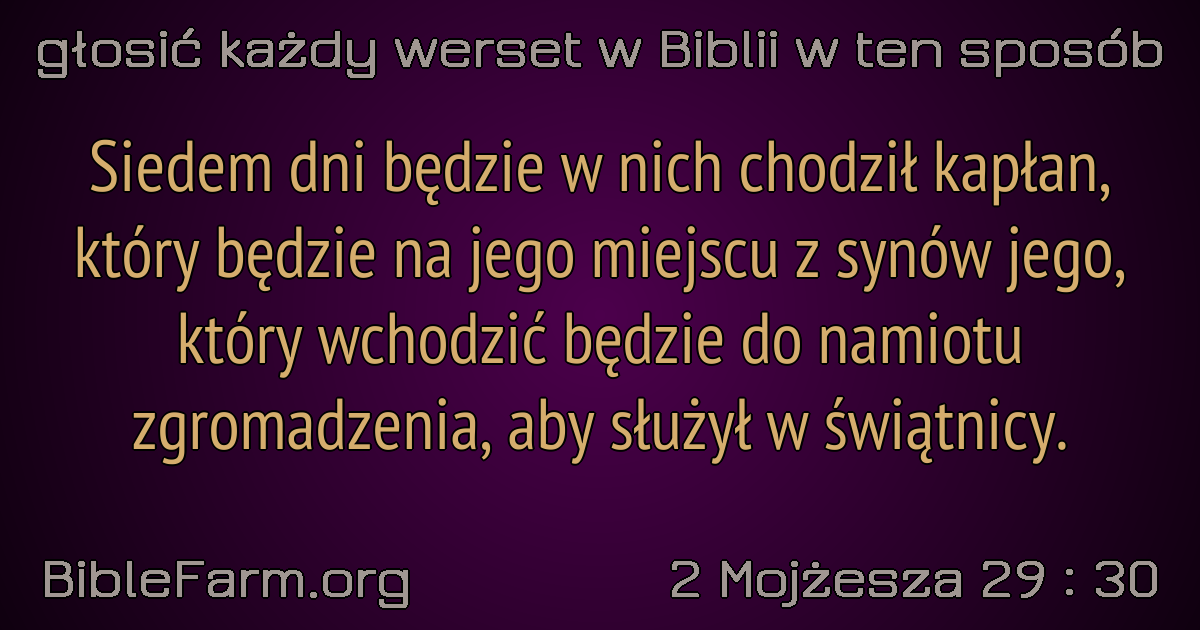 głosić każdy werset w Biblii w ten sposób
Siedem dni będzie w nich chodził kapłan,
który będzie na jego miejscu z synów jego,
który wchodzić będzie do namiotu
zgromadzenia, aby służył w świątnicy.
BibleFarm.org
2 Mojżesza 29 : 30